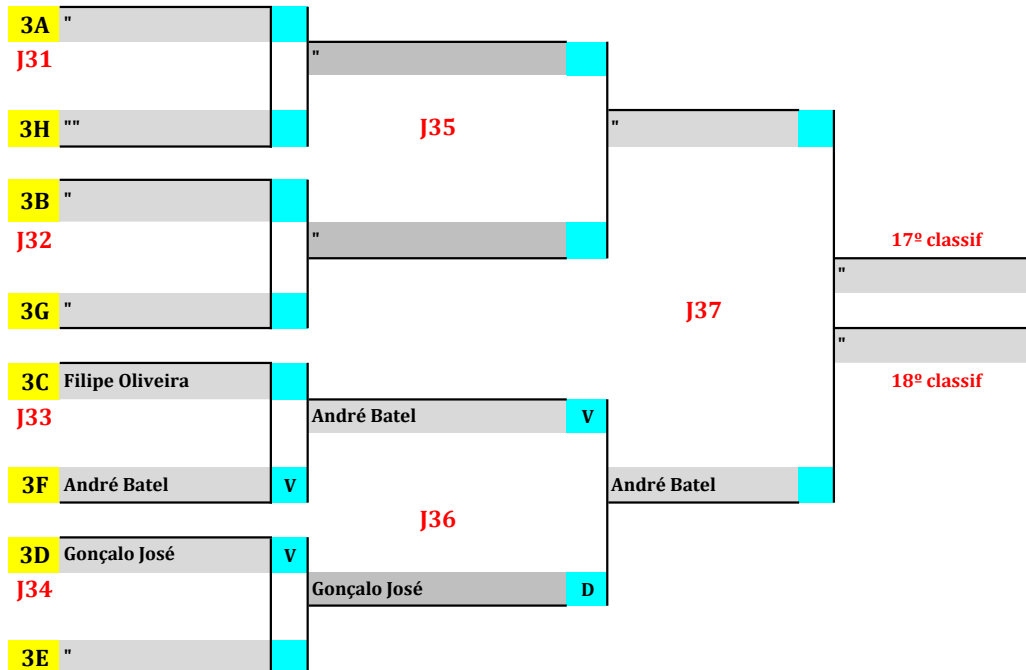 3A "
J31 "
3H "" J35 "
3B "
J32 " 17º classif
"
3G " J37
"
3C Filipe Oliveira 18º classif
J33 André Batel V
3F André Batel V André Batel
J36
3D Gonçalo José V
J34 Gonçalo José D
3E "